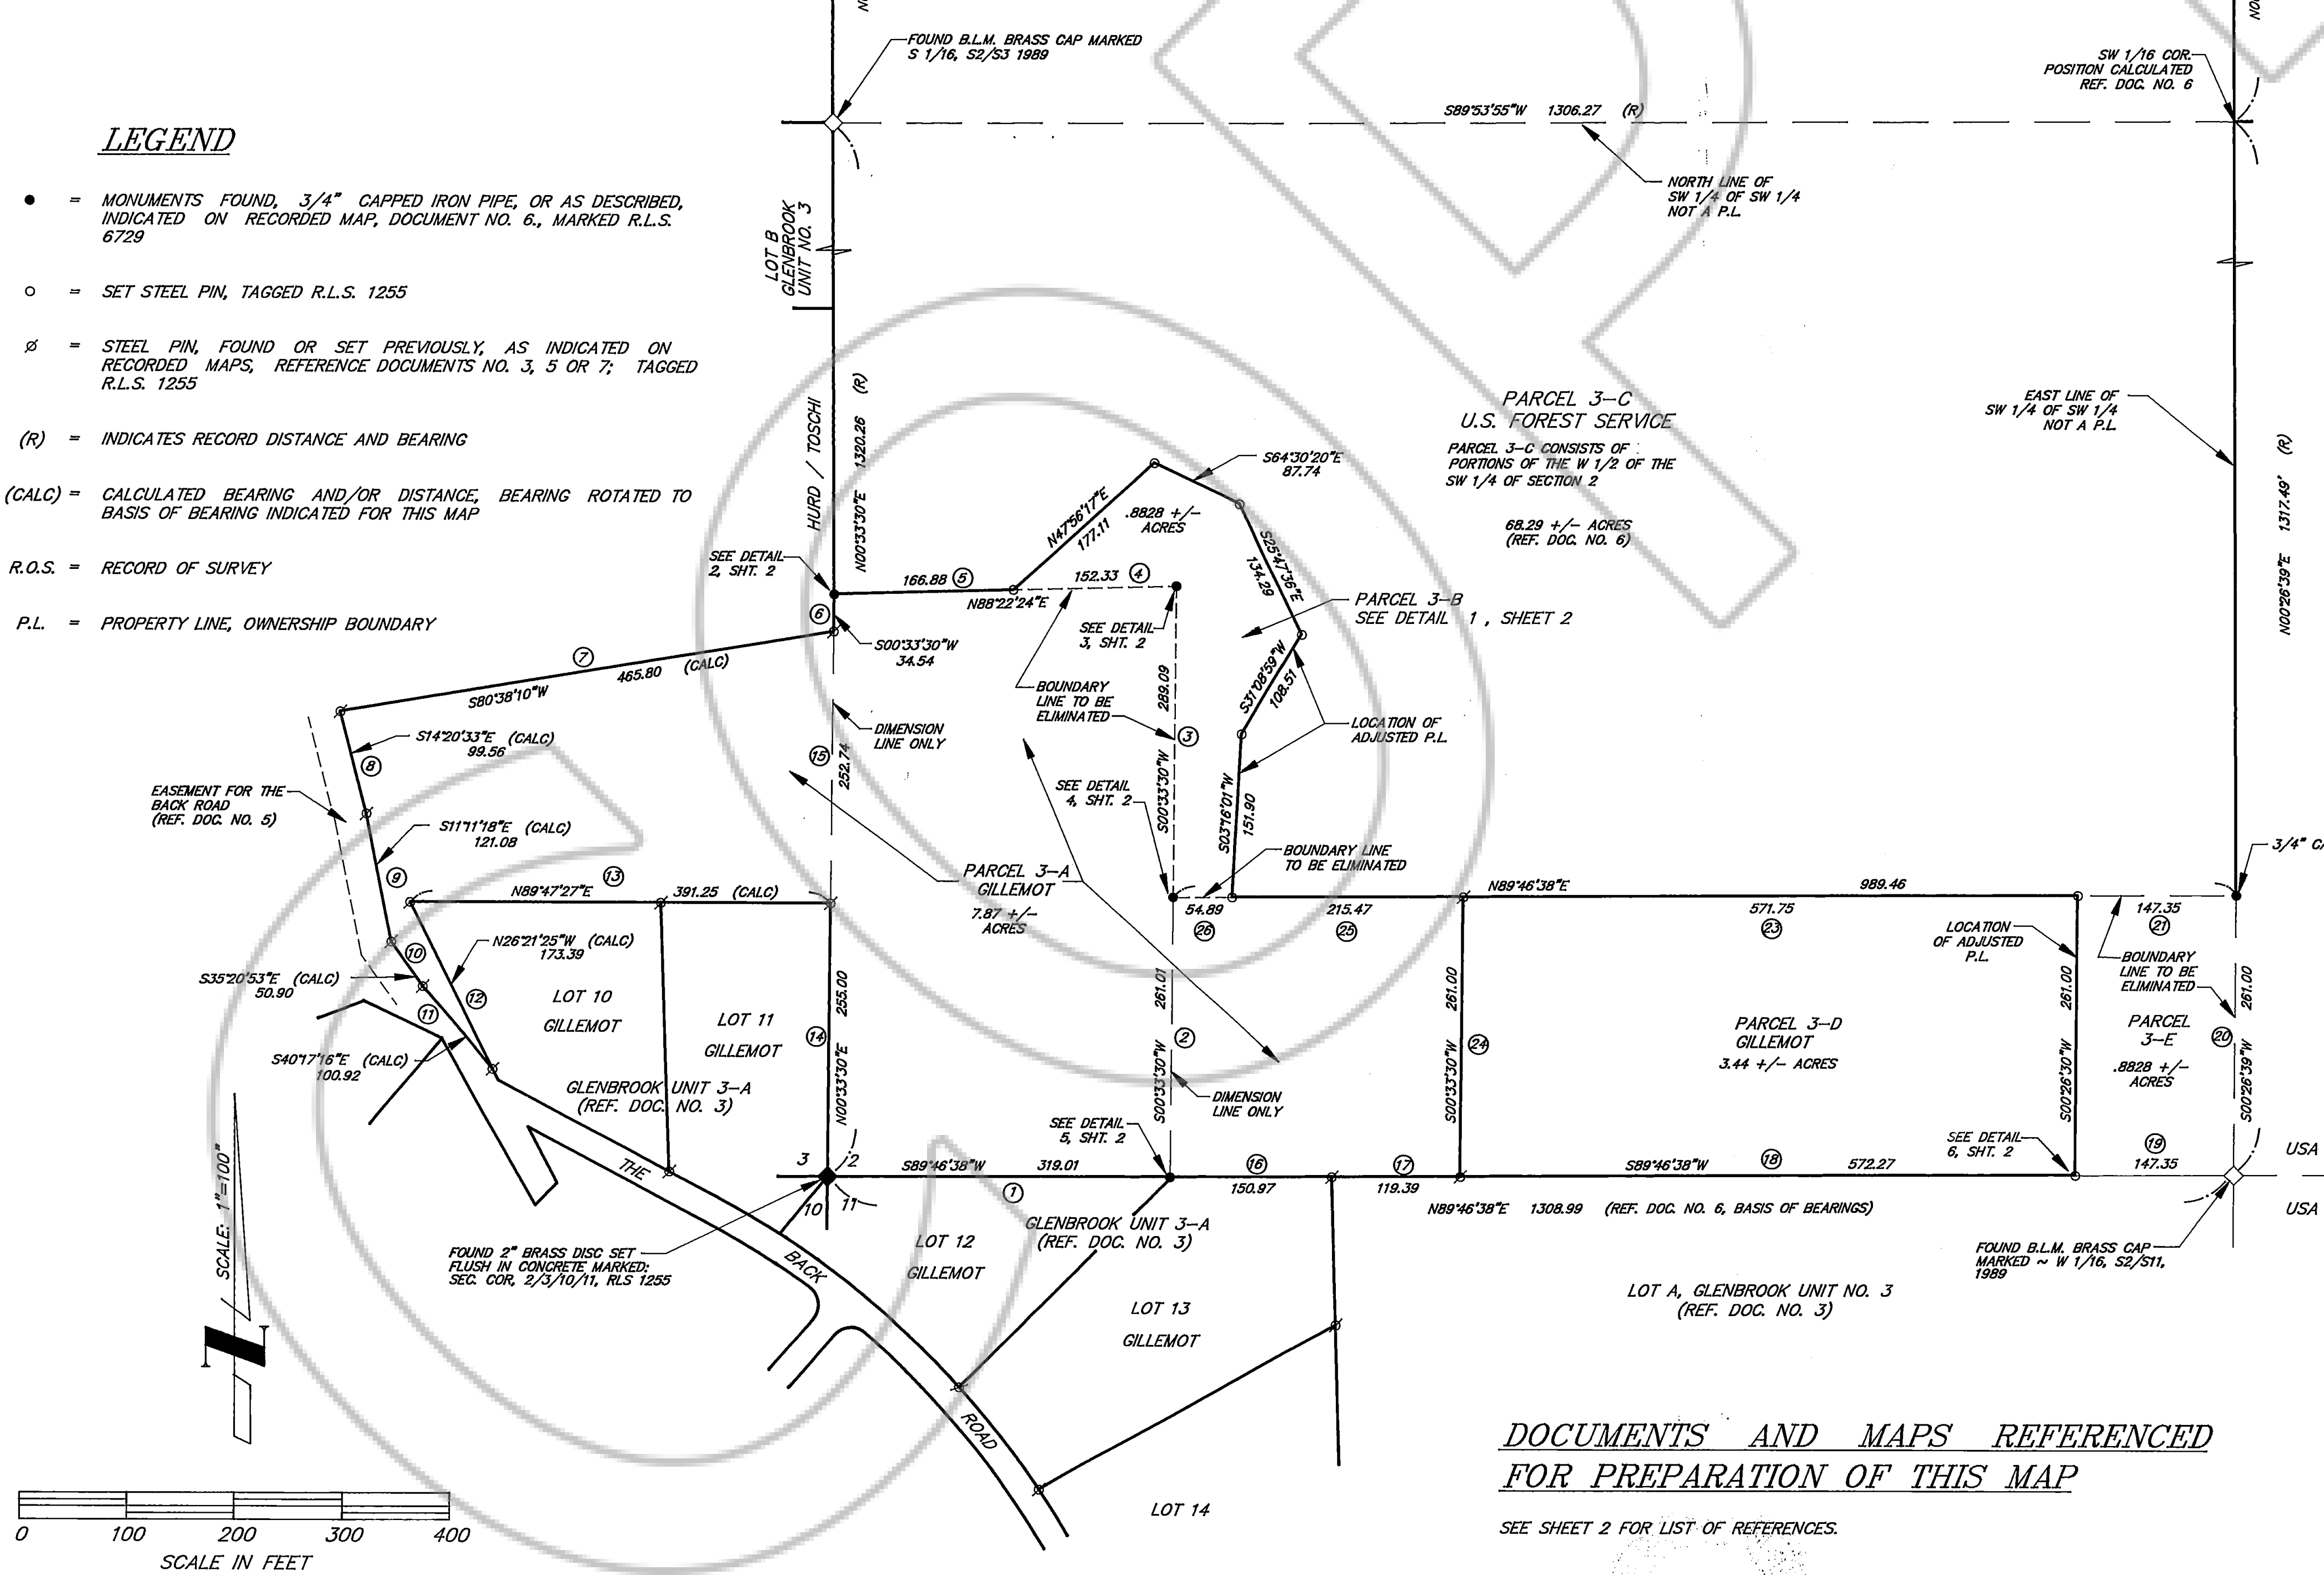 FOUND B.L.M. BRASS CAP MARKED
S 1/16, S2/S3 1989
SW 1/16 COR.
POSITION CALCULATED
REF. DOC. NO. 6
S89°53'55"W 1306.27 (R)
NORTH LINE OF
SW 1/4 OF SW 1/4
NOT A P.L.
LEGEND
● = MONUMENTS FOUND, 3/4" CAPPED IRON PIPE, OR AS DESCRIBED,
INDICATED ON RECORDED MAP, DOCUMENT NO. 6., MARKED R.L.S.
6729
○ = SET STEEL PIN, TAGGED R.L.S. 1255
Ø = STEEL PIN, FOUND OR SET PREVIOUSLY, AS INDICATED ON
RECORDED MAPS, REFERENCE DOCUMENTS NO. 3, 5 OR 7; TAGGED
R.L.S. 1255
(R) = INDICATES RECORD DISTANCE AND BEARING
(CALC) = CALCULATED BEARING AND/OR DISTANCE, BEARING ROTATED TO
BASIS OF BEARING INDICATED FOR THIS MAP
R.O.S. = RECORD OF SURVEY
P.L. = PROPERTY LINE, OWNERSHIP BOUNDARY
LOT B
GLENBROOK
UNIT NO. 3
HURD / TOSCHI
N00°33'30"E 1320.26 (R)
PARCEL 3-C
U.S. FOREST SERVICE
PARCEL 3-C CONSISTS OF
PORTIONS OF THE W 1/2 OF THE
SW 1/4 OF SECTION 2
68.29 +/- ACRES
(REF. DOC. NO. 6)
EAST LINE OF
SW 1/4 OF SW 1/4
NOT A P.L.
N00°26'39"E 1317.49' (R)
S64°30'20"E
87.74
N47°56'17"E
177.11
.8828 +/-
ACRES
S25°47'36"E
134.29
SEE DETAIL
2, SHT. 2
166.88 5
152.33 4
N88°22'24"E
6
S00°33'30"W
34.54
SEE DETAIL
3, SHT. 2
PARCEL 3-B
SEE DETAIL 1 , SHEET 2
7
465.80 (CALC)
S80°38'10"W
BOUNDARY
LINE TO BE
ELIMINATED
289.09
3
S00°33'30"W
S31°08'59"W
108.51
LOCATION OF
ADJUSTED P.L.
S14°20'33"E (CALC)
99.56
8
15
252.74
DIMENSION
LINE ONLY
EASEMENT FOR THE
BACK ROAD
(REF. DOC. NO. 5)
SEE DETAIL
4, SHT. 2
S03°16'01"W
151.90
S11°11'18"E (CALC)
121.08
9
BOUNDARY LINE
TO BE ELIMINATED
PARCEL 3-A
GILLEMOT
7.87 +/-
ACRES
13
N89°47'27"E 391.25 (CALC)
54.89
26
215.47
25
N89°46'38"E 989.46
571.75
23
147.35
21
3/4"
LOCATION
OF ADJUSTED
P.L.
BOUNDARY
LINE TO BE
ELIMINATED
10
N26°21'25"W (CALC)
173.39
S35°20'53"E (CALC)
50.90
12
11
S40°17'16"E (CALC)
100.92
LOT 10
GILLEMOT
LOT 11
GILLEMOT
GLENBROOK UNIT 3-A
(REF. DOC. NO. 3)
255.00
14
N00°33'30"E
261.01
2
S00°33'30"W
DIMENSION
LINE ONLY
261.00
24
S00°33'30"W
PARCEL 3-D
GILLEMOT
3.44 +/- ACRES
261.00
S00°26'30"W
PARCEL
3-E
.8828 +/-
ACRES
261.00
20
S00°26'39"W
SEE DETAIL
5, SHT. 2
SEE DETAIL
6, SHT. 2
3 2
10 11
S89°46'38"W 319.01
1
16
150.97
17
119.39
S89°46'38"W 18 572.27
19
147.35
USA
USA
N89°46'38"E 1308.99 (REF. DOC. NO. 6, BASIS OF BEARINGS)
THE
BACK
ROAD
FOUND 2" BRASS DISC SET
FLUSH IN CONCRETE MARKED:
SEC. COR, 2/3/10/11, RLS 1255
LOT 12
GILLEMOT
GLENBROOK UNIT 3-A
(REF. DOC. NO. 3)
LOT 13
GILLEMOT
LOT 14
FOUND B.L.M. BRASS CAP
MARKED ~ W 1/16, S2/S11,
1989
LOT A, GLENBROOK UNIT NO. 3
(REF. DOC. NO. 3)
SCALE: 1"=100'
N
0 100 200 300 400
SCALE IN FEET
DOCUMENTS AND MAPS REFERENCED
FOR PREPARATION OF THIS MAP
SEE SHEET 2 FOR LIST OF REFERENCES.